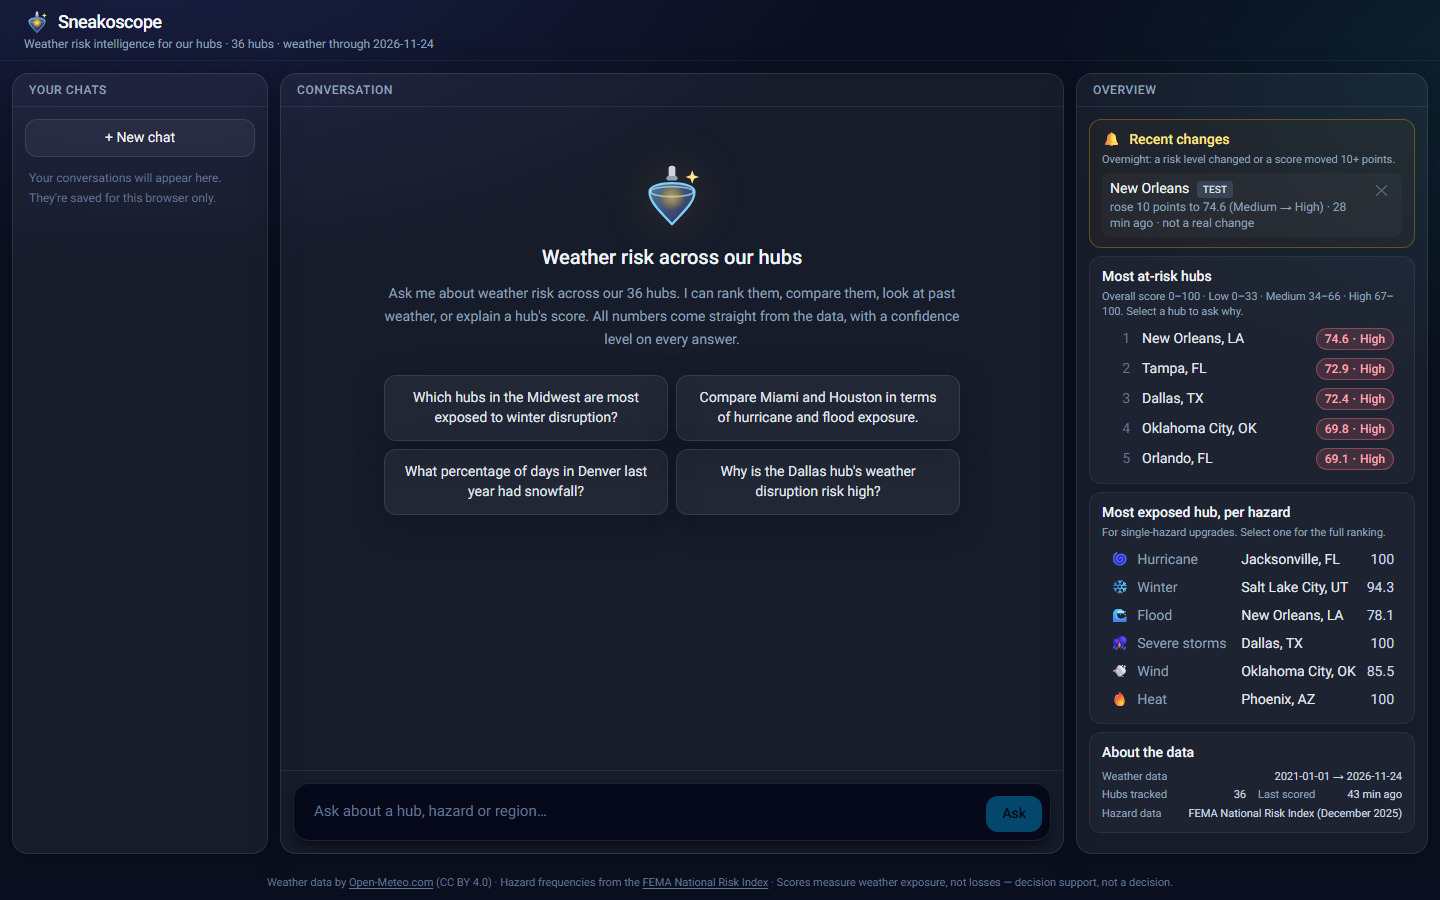 Sneakoscope
Weather risk intelligence for our hubs · 36 hubs · weather through 2026-11-24
YOUR CHATS
+ New chat
Your conversations will appear here.
They're saved for this browser only.
CONVERSATION
Weather risk across our hubs
Ask me about weather risk across our 36 hubs. I can rank them, compare them, look at past
weather, or explain a hub's score. All numbers come straight from the data, with a confidence
level on every answer.
Which hubs in the Midwest are most
exposed to winter disruption?
Compare Miami and Houston in terms
of hurricane and flood exposure.
What percentage of days in Denver last
year had snowfall?
Why is the Dallas hub's weather
disruption risk high?
Ask about a hub, hazard or region...
Ask
OVERVIEW
Recent changes
Overnight: a risk level changed or a score moved 10+ points.
New Orleans TEST
rose 10 points to 74.6 (Medium → High) · 28
min ago · not a real change
Most at-risk hubs
Overall score 0–100 · Low 0–33 · Medium 34–66 · High 67–
100. Select a hub to ask why.
1 New Orleans, LA 74.6 · High
2 Tampa, FL 72.9 · High
3 Dallas, TX 72.4 · High
4 Oklahoma City, OK 69.8 · High
5 Orlando, FL 69.1 · High
Most exposed hub, per hazard
For single-hazard upgrades. Select one for the full ranking.
Hurricane Jacksonville, FL 100
Winter Salt Lake City, UT 94.3
Flood New Orleans, LA 78.1
Severe storms Dallas, TX 100
Wind Oklahoma City, OK 85.5
Heat Phoenix, AZ 100
About the data
Weather data 2021-01-01 → 2026-11-24
Hubs tracked 36 Last scored 43 min ago
Hazard data FEMA National Risk Index (December 2025)
Weather data by Open-Meteo.com (CC BY 4.0) · Hazard frequencies from the FEMA National Risk Index · Scores measure weather exposure, not losses — decision support, not a decision.